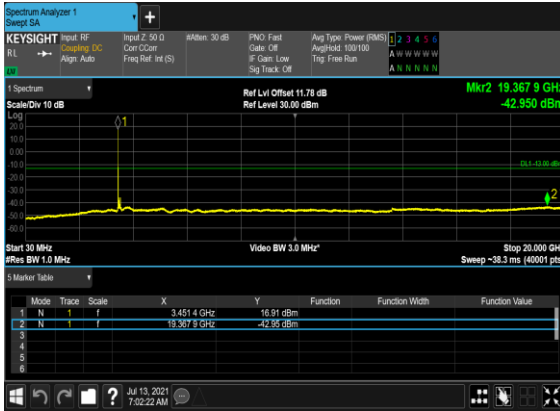 Spectrum Analyzer 1
Swept SA
+
KEYSIGHT Input: RF Input Z: 50 Ω #Atten: 30 dB PNO: Fast Avg Type: Power (RMS) 1 2 3 4 5 6
RL Coupling: DC Corr CCorr Gate: Off Avg|Hold: 100/100 A W W W W W
Align: Auto Freq Ref: Int (S) IF Gain: Low Trig: Free Run
Sig Track: Off A N N N N N
1 Spectrum Ref Lvl Offset 11.78 dB Mkr2 19.367 9 GHz
Scale/Div 10 dB Ref Level 30.00 dBm -42.950 dBm
Log
20.0
10.0
0.00
-10.0
-20.0
-30.0
-40.0
-50.0
-60.0
1
DL1 -13.00 dBm
2
Start 30 MHz Video BW 3.0 MHz* Stop 20.000 GH
#Res BW 1.0 MHz Sweep ~38.3 ms (40001 pts
5 Marker Table
Mode Trace Scale X Y Function Function Width Function Value
1 N 1 f 3.451 4 GHz 16.91 dBm
2 N 1 f 19.367 9 GHz -42.95 dBm
3
4
5
6
? Jul 13, 2021
7:02:22 AM